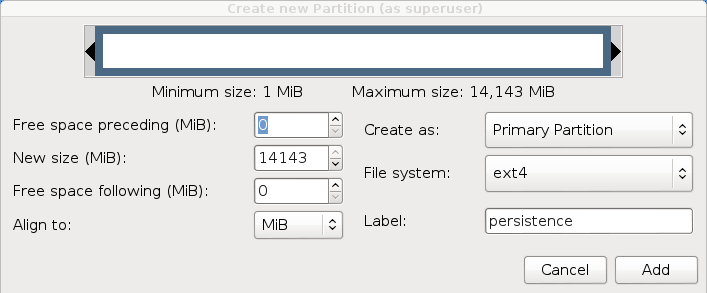 Create new Partition (as superuser)
Minimum size: 1 MiB Maximum size: 14,143 MiB
Free space preceding (MiB): 0
Create as: Primary Partition
New size (MiB): 14143
File system: ext4
Free space following (MiB): 0
Label: persistence
Align to: MiB
Cancel Add